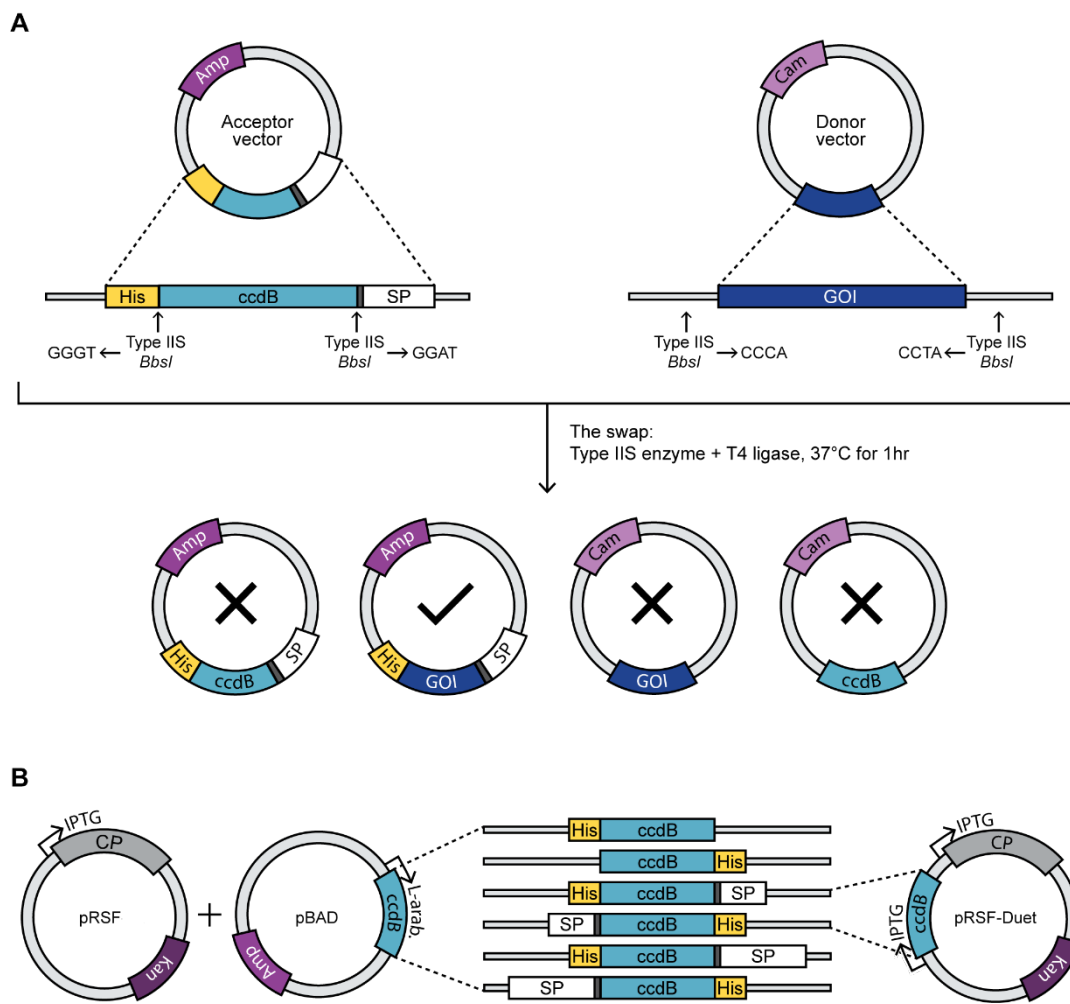 A
Amp
Acceptor
vector
Cam
Donor
vector
His
ccdB
SP
GOI
GGGT
Type IIS
BbsI
Type IIS
BbsI
GGAT
Type IIS
BbsI
CCCA
CCTA
Type IIS
BbsI
The swap:
Type IIS enzyme + T4 ligase, 37°C for 1hr
Amp
His
ccdB
SP
Amp
His
GOI
SP
Cam
GOI
Cam
ccdB
B
IPTG
CP
pRSF
Kan
+
pBAD
L-arab.
ccdB
Amp
His ccdB
ccdB His
His ccdB SP
SP ccdB His
His ccdB SP
SP ccdB His
IPTG
CP
ccdB
IPTG
pRSF-Duet
Kan